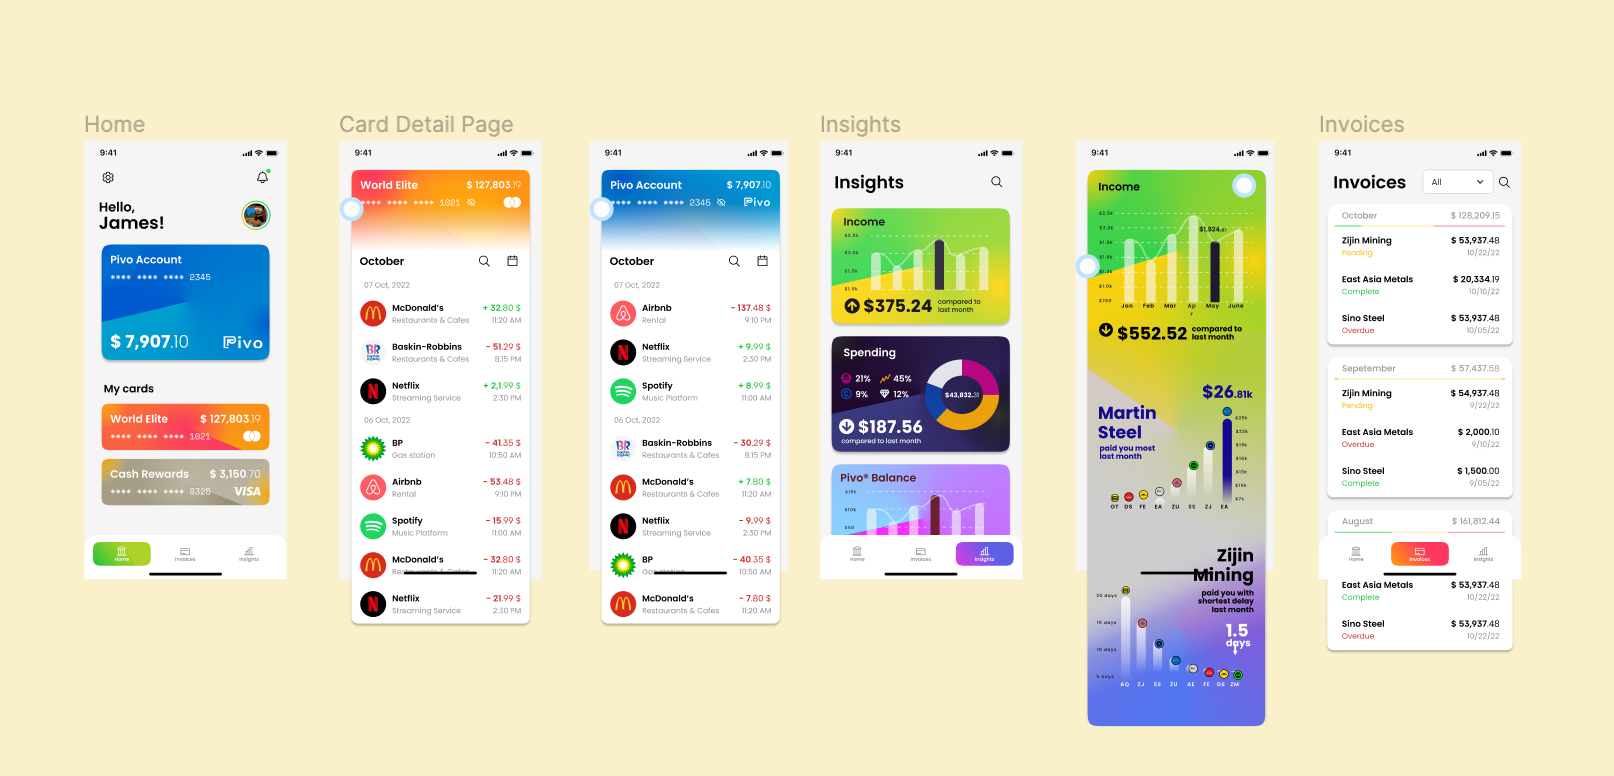 Home
9:41
Hello,
James!
Pivo Account
**** **** **** 2345
$ 7,907.10
Pivo
My cards
World Elite $ 127,803.19
**** **** **** 1021
Cash Rewards $ 3,150.70
**** **** **** 8325 VISA
Home Invoices Insights
Card Detail Page
9:41
World Elite $ 127,803.19
**** **** **** 1021
October
07 Oct, 2022
McDonald's + 32.80 $
Restaurants & Cafes 11:20 AM
Baskin-Robbins - 51.29 $
Restaurants & Cafes 8:15 PM
Netflix + 2,1.99 $
Streaming Service 2:30 PM
06 Oct, 2022
BP - 41.35 $
Gas station 10:50 AM
Airbnb - 53.48 $
Rental 9:10 PM
Spotify - 15.99 $
Music Platform 11:00 AM
McDonald's - 32.80 $
Restaurants & Cafes 11:20 AM
Netflix - 21.99 $
Streaming Service 2:30 PM
9:41
Pivo Account $ 7,907.10
**** **** **** 2345 Pivo
October
07 Oct, 2022
Airbnb - 137.48 $
Rental 9:10 PM
Netflix + 9.99 $
Streaming Service 2:30 PM
Spotify + 8.99 $
Music Platform 11:00 AM
06 Oct, 2022
Baskin-Robbins - 30.29 $
Restaurants & Cafes 8:15 PM
McDonald's + 7.80 $
Restaurants & Cafes 11:20 AM
Netflix - 9.99 $
Streaming Service 2:30 PM
BP - 40.35 $
Gas station 10:50 AM
McDonald's - 7.80 $
Restaurants & Cafes 11:20 AM
Insights
9:41
Insights
Income
$2.5k
$2.0k
$1.5k
$1.0k
$375.24 compared to
last month
Spending
21% 45%
9% 12%
$43,832.31
$187.56
compared to last month
Pivo® Balance
$15k
$10k
$50
Home Invoices Insights
9:41
Income
$2.5k
$2.2k
$1,924.67
$1.9k
$1.6k
$1.3k
$1.0k
$700
Jan Feb Mar Ap May June
r
$552.52 compared to
last month
$26.81k
Martin
Steel
paid you most
last month
$25k
$22k
$19k
$16k
$13k
$10k
$7k
OT DS FE EA ZU SS ZJ EA
Zijin
Mining
paid you with
shortest delay
last month
1.5
days
20 days
15 days
10 days
5 days
AQ ZJ SS ZU AE FE DS ZM
Invoices
9:41
Invoices All
October $ 128,209.15
Zijin Mining $ 53,937.48
Pending 10/22/22
East Asia Metals $ 20,334.19
Complete 10/10/22
Sino Steel $ 53,937.48
Overdue 10/05/22
Sepetember $ 57,437.58
Zijin Mining $ 54,937.48
Pending 9/22/22
East Asia Metals $ 2,000.10
Overdue 9/10/22
Sino Steel $ 1,500.00
Complete 9/05/22
August $ 161,812.44
Home Invoices Insights
East Asia Metals $ 53,937.48
Complete 10/22/22
Sino Steel $ 53,937.48
Overdue 10/22/22